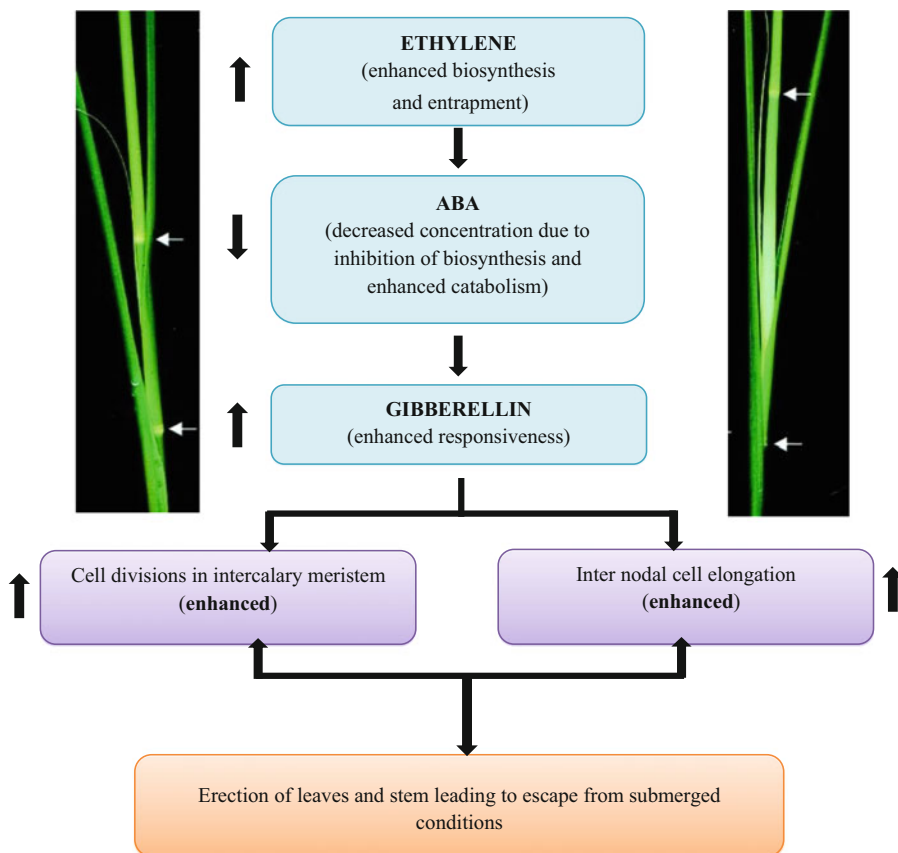 ETHYLENE
(enhanced biosynthesis
and entrapment)
ABA
(decreased concentration due to
inhibition of biosynthesis and
enhanced catabolism)
GIBBERELLIN
(enhanced responsiveness)
Cell divisions in intercalary meristem
(enhanced)
Inter nodal cell elongation
(enhanced)
Erection of leaves and stem leading to escape from submerged
conditions